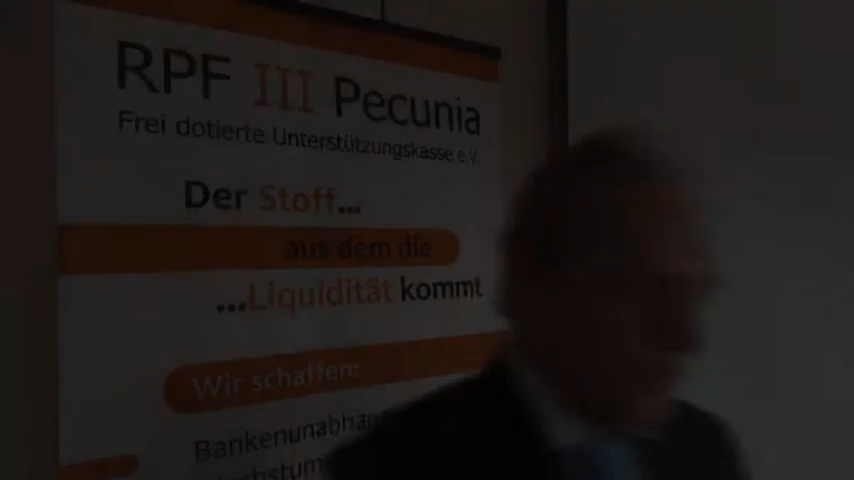 RPF III Pecunia
Frei dotierte Unterstützungskasse e.V.
Der Stoff...
aus dem die
...Liquidität kommt
Wir schaffen: